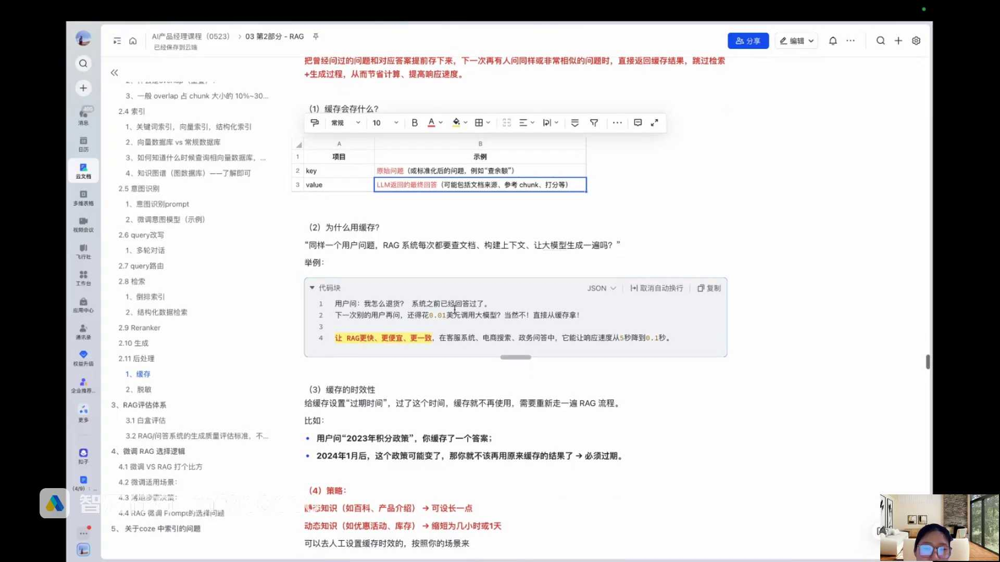 AI产品经理课程（0523） > 03 第2部分 - RAG
已经保存到云端
分享
编辑
499
消息
日历
云文档
多维表格
视频会议
飞行社
工作台
应用中心
通讯录
权益升级
企业推荐...
更多
扣子
(4/9) ：...
3、一般 overlap 占 chunk 大小的 10%~30...
2.4 索引
1、关键词索引，向量索引，结构化索引
2、向量数据库 vs 常规数据库
3、如何知道什么时候查询相向量数据库，...
4、知识图谱（图数据库）——了解即可
2.5 意图识别
1、意图识别prompt
2、微调意图模型（示例）
2.6 query改写
1、多轮对话
2.7 query路由
2.8 检索
1、倒排索引
2、结构化数据检索
2.9 Reranker
2.10 生成
2.11 后处理
1、缓存
2、脱敏
3、RAG评估体系
3.1 白盒评估
3.2 RAG/问答系统的生成质量评估标准，不...
4、微调 RAG 选择逻辑
4.1 微调 VS RAG 打个比方
4.2 微调适用场景：
4.3 落地步骤决策：
4.4 RAG 微调 Prompt的选择问题
5、 关于coze 中索引的问题
把曾经问过的问题和对应答案提前存下来，下一次再有人问同样或非常相似的问题时，直接返回缓存结果，跳过检索
+生成过程，从而节省计算、提高响应速度。
（1）缓存会存什么？
常规 10 B A
A B
1 项目 示例
2 key 原始问题（或标准化后的问题，例如“查余额”）
3 value LLM返回的最终回答（可能包括文档来源、参考 chunk、打分等）
（2）为什么用缓存？
“同样一个用户问题，RAG 系统每次都要查文档、构建上下文、让大模型生成一遍吗？”
举例：
代码块 JSON 取消自动换行 复制
1 用户问：我怎么退货？ 系统之前已经回答过了。
2 下一次别的用户再问，还得花0.01美元调用大模型？当然不！直接从缓存拿！
3
4 让 RAG更快、更便宜、更一致，在客服系统、电商搜索、政务问答中，它能让响应速度从5秒降到0.1秒。
（3）缓存的时效性
给缓存设置“过期时间”，过了这个时间，缓存就不再使用，需要重新走一遍 RAG 流程。
比如：
• 用户问“2023年积分政策”，你缓存了一个答案；
• 2024年1月后，这个政策可能变了，那你就不该再用原来缓存的结果了 → 必须过期。
（4）策略：
静态知识（如百科、产品介绍）→ 可设长一点
动态知识（如优惠活动、库存）→ 缩短为几小时或1天
可以去人工设置缓存时效的，按照你的场景来
智